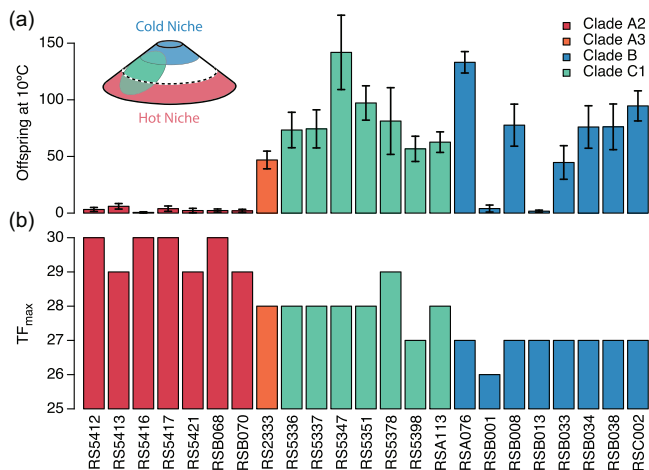 (a)
Cold Niche
Hot Niche
Clade A2
Clade A3
Clade B
Clade C1
Offspring at 10°C
150
100
50
0
(b)
TFmax
30
29
28
27
26
25
RS5412
RS5413
RS5416
RS5417
RS5421
RSB068
RSB070
RS2333
RS5336
RS5337
RS5347
RS5351
RS5378
RS5398
RSA113
RSA076
RSB001
RSB008
RSB013
RSB033
RSB034
RSB038
RSC002